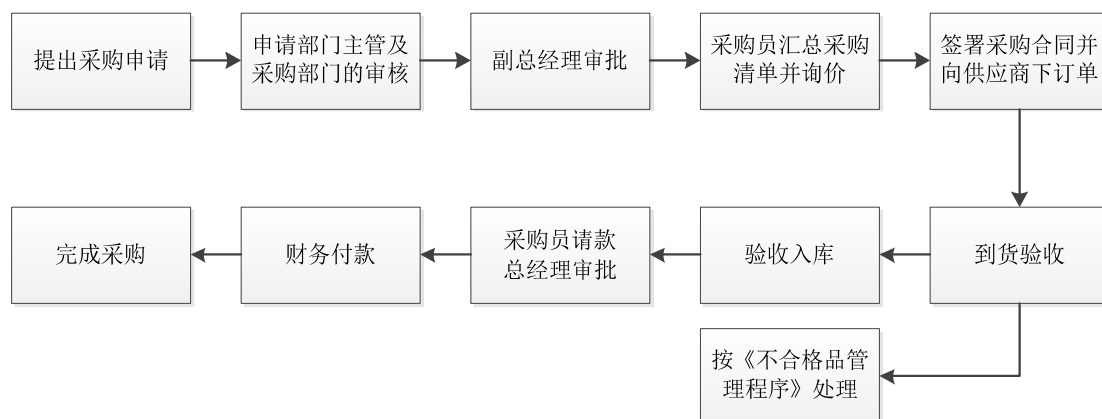 提出采购申请
申请部门主管及
采购部门的审核
副总经理审批
采购员汇总采购
清单并询价
签署采购合同并
向供应商下订单
完成采购
财务付款
采购员请款
总经理审批
验收入库
到货验收
按《不合格品管
理程序》处理